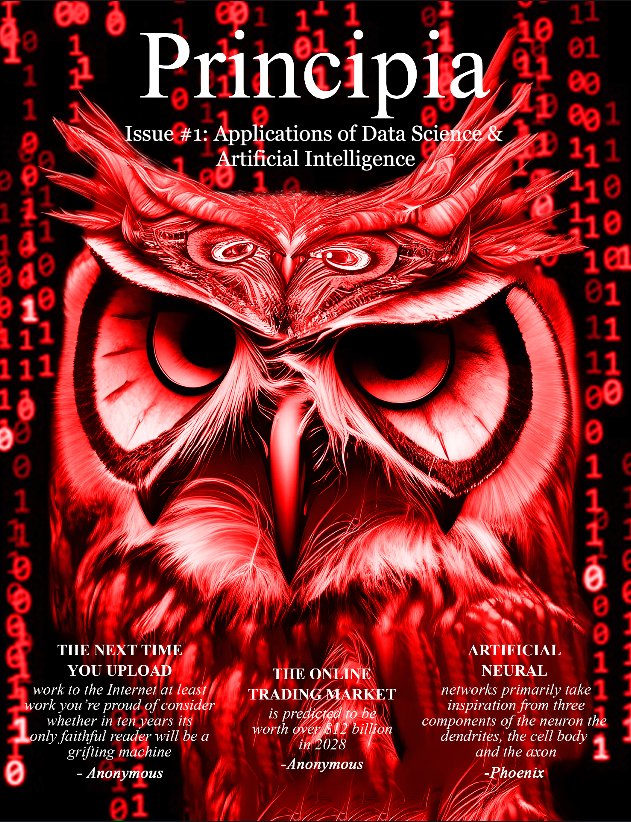 Principia
Issue #1: Applications of Data Science &
Artificial Intelligence
THE NEXT TIME
YOU UPLOAD
work to the Internet at least
work you're proud of consider
whether in ten years its
only faithful reader will be a
grifting machine
- Anonymous
THE ONLINE
TRADING MARKET
is predicted to be
worth over $12 billion
in 2028
-Anonymous
ARTIFICIAL
NEURAL
networks primarily take
inspiration from three
components of the neuron the
dendrites, the cell body
and the axon
-Phoenix